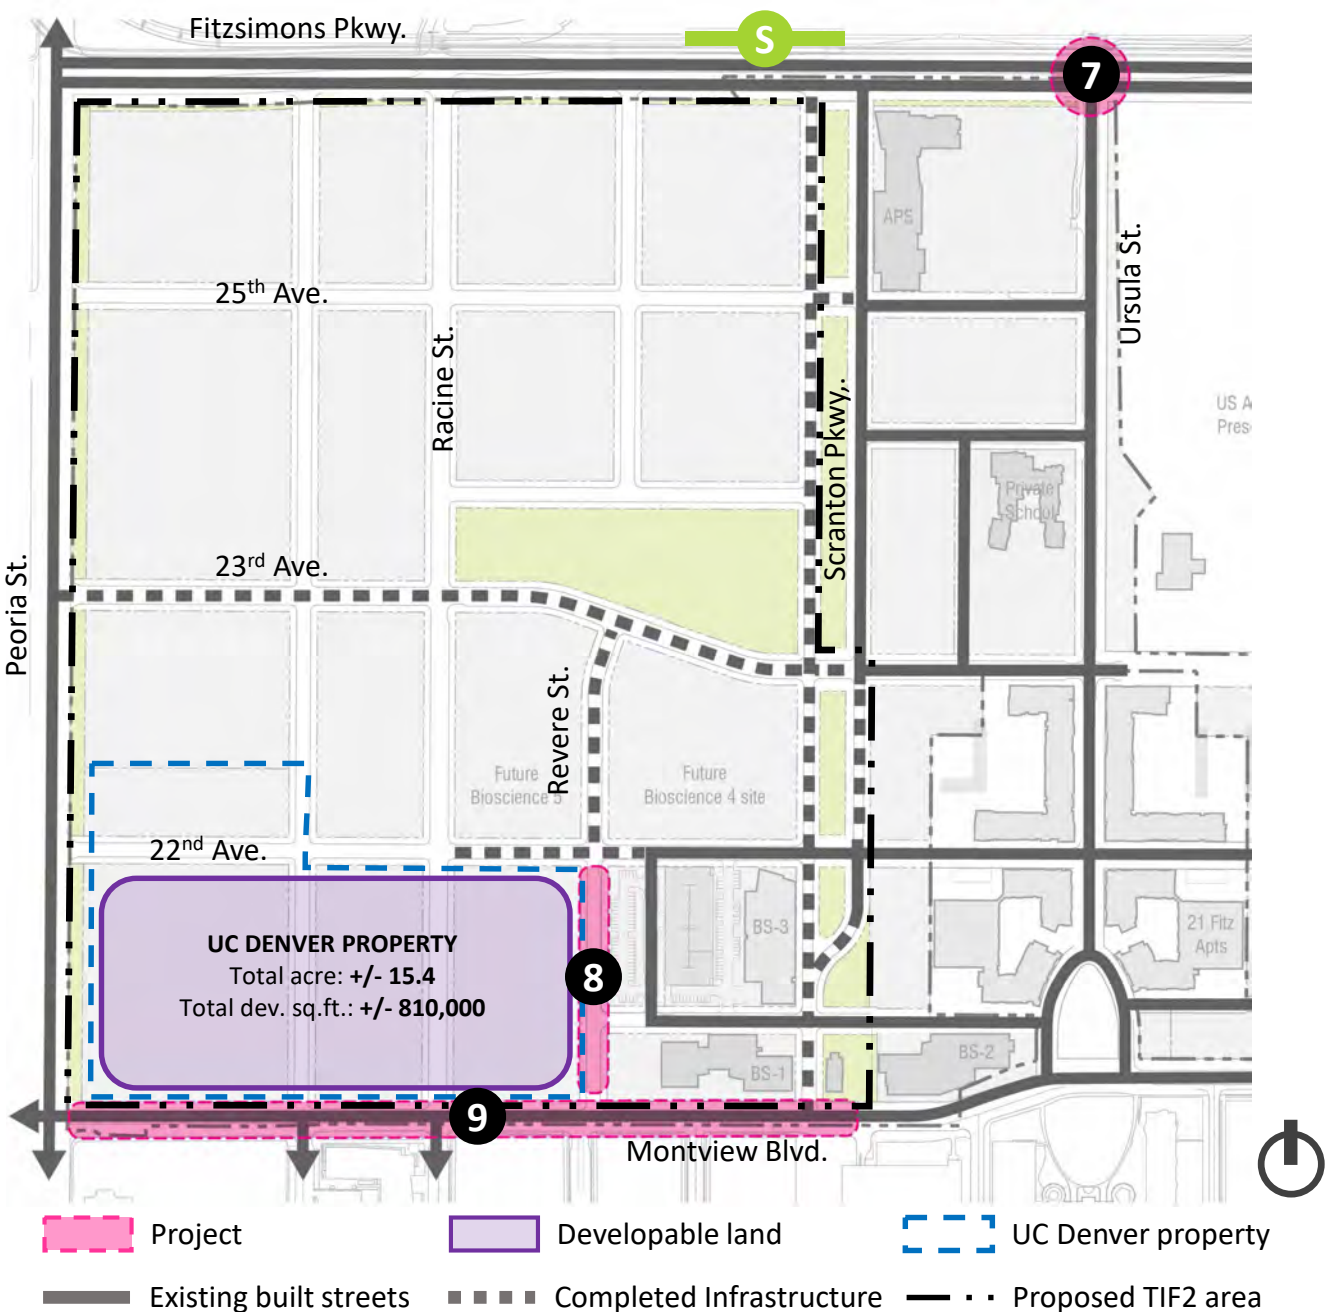 Fitzsimons Pkwy.
S
7
APS
Ursula St.
25th Ave.
Racine St.
Scranton Pkwy,.
US A
Pres
Private
School
Peoria St.
23rd Ave.
Revere St.
Future
Bioscience 5
Future
Bioscience 4 site
22nd Ave.
BS-3
21 Fitz
Apts
UC DENVER PROPERTY
Total acre: +/- 15.4
Total dev. sq.ft.: +/- 810,000
8
BS-1
BS-2
9
Montview Blvd.
Project
Developable land
UC Denver property
Existing built streets
Completed Infrastructure
Proposed TIF2 area